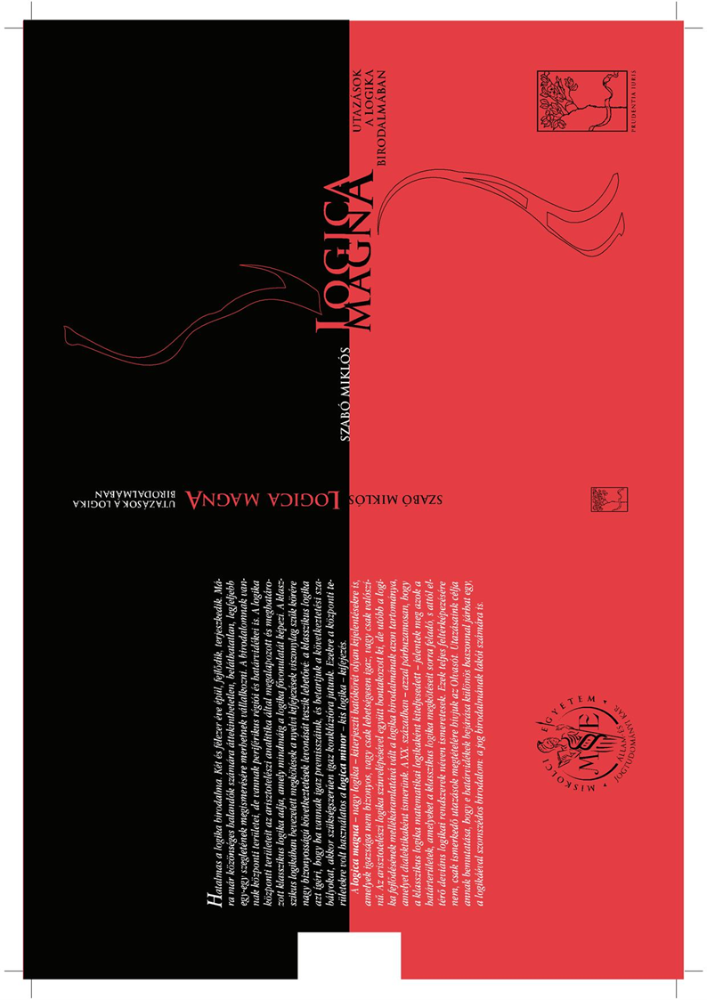 SZABÓ MIKLÓS
LOGICA
MAGNA
UTAZÁSOK
A LOGIKA
BIRODALMÁBAN
PRUDENTIA IURIS
SZABÓ MIKLÓS LOGICA MAGNA UTAZÁSOK A LOGIKA
BIRODALMÁBAN
Hatalmas a logika birodalma. Két és félezer éve épül, fejlődik, terjeszkedik. Má-
ra már közönséges halandók számára áttekinthetetlen, beláthatatlan, legfeljebb
egy-egy szegletének megismerésére merhetnek vállalkozni. A birodalomnak van-
nak központi területei, de vannak periférikus régiói és határvidékei is. A logika
központi területeit az arisztotelészi analitika által megalapozott és meghatáro-
zott klasszikus logika adja, amely mindmáig a logika fővonulatát képezi. A klasz-
szikus logikában bevezetett megkötések a nyelvi kifejezések viszonylag szűk körére
nagy bizonyosságú következtetések levonását teszik lehetővé: a klasszikus logika
azt ígéri, hogy ha vannak igaz premisszáink, és betartjuk a következtetési sza-
bályokat, akkor szükségszerűen igaz konklúzióra jutunk. Ezekre a központi te-
rületekre volt használatos a logica minor – kis logika – kifejezés.
A logica magna – nagy logika – kiterjeszti hatókörét olyan kijelentésekre is,
amelyek igazsága nem bizonyos, vagy csak lehetségesen igaz, vagy csak valószí-
nű. Az arisztotelészi logika színrelépésével együtt bontakozott ki, de utóbb a logi-
ka fejlődésének mellékáramlatává vált a logika birodalmának azon tartománya,
amelyet dialektikaként ismerünk. A XX. században – azzal párhuzamosan, hogy
a klasszikus logika matematikai logikaként kiteljesedett – jelentek meg azok a
határterületek, amelyeket a klasszikus logika megkötéseit sorra feladó, s attól el-
térő deviáns logikai rendszerek néven ismeretesek. Ezek teljes feltérképezésére
nem, csak ismerkedő utazások megtételére hívjuk az Olvasót. Utazásaink célja
annak bemutatása, hogy e határvidékek bejárása különös haszonnal járhat egy,
a logikáéval szomszédos birodalom: a jog birodalmának lakói számára is.
MISKOLCI EGYETEM
ÁLLAM- ÉS JOGTUDOMÁNYI KAR